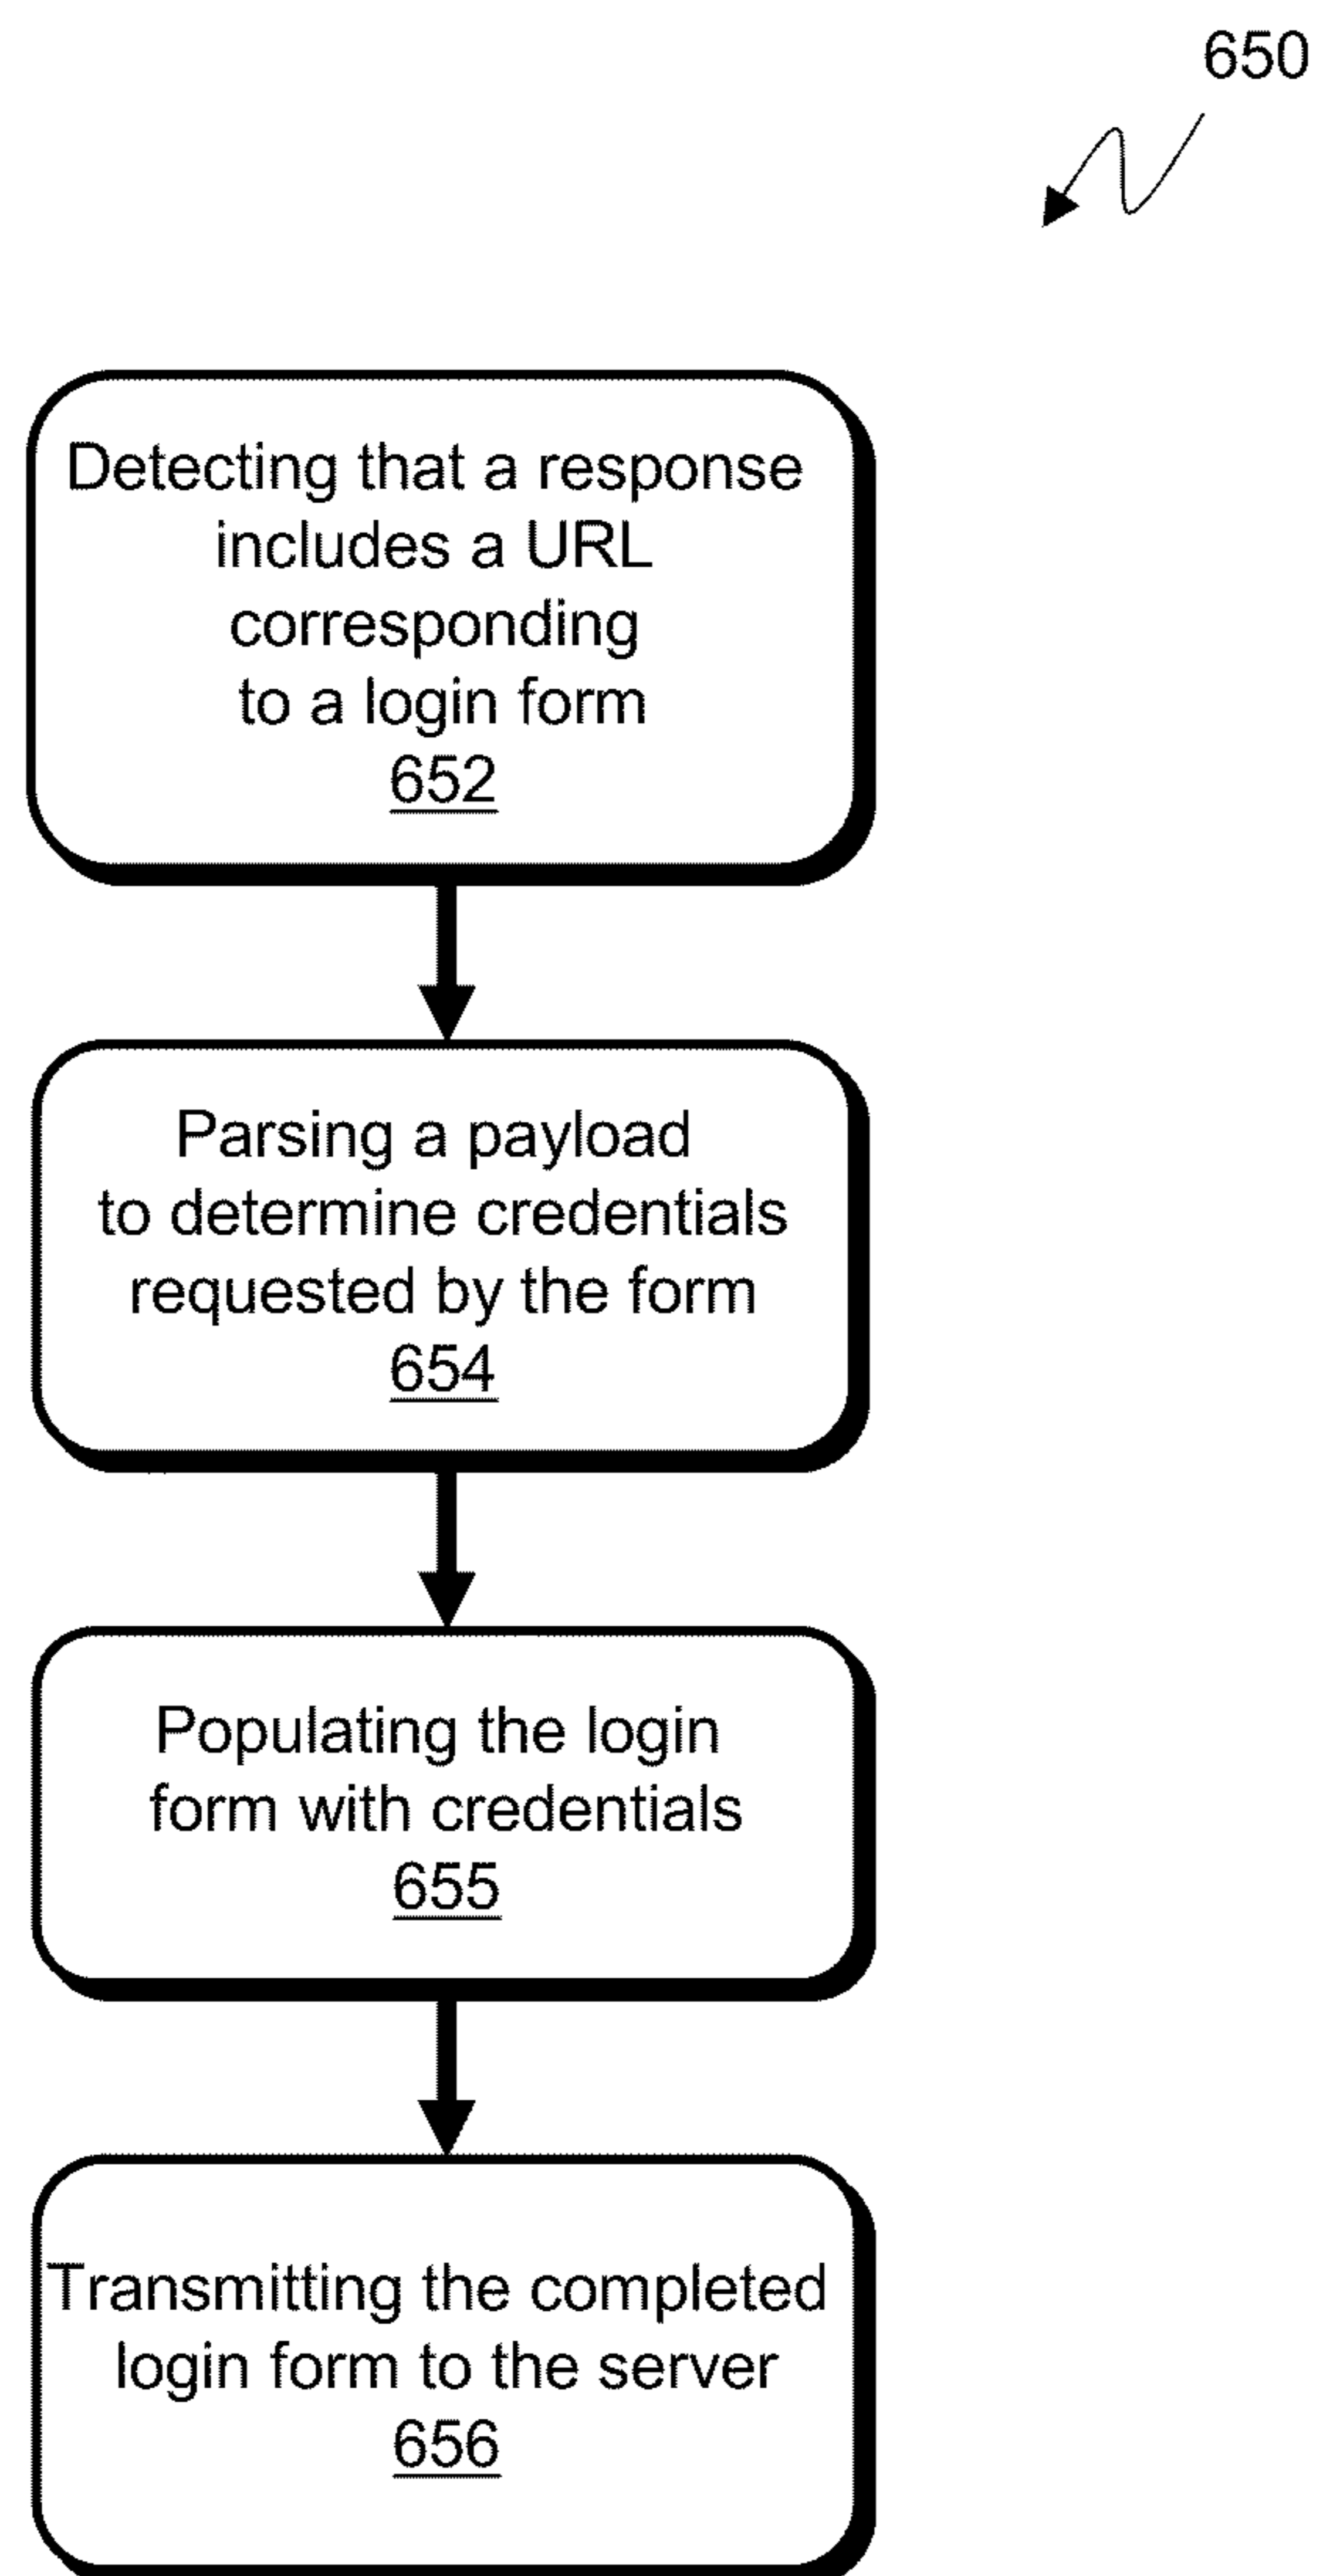 650
Detecting that a response
includes a URL
corresponding
to a login form
652
Parsing a payload
to determine credentials
requested by the form
654
Populating the login
form with credentials
655
Transmitting the completed
login form to the server
656